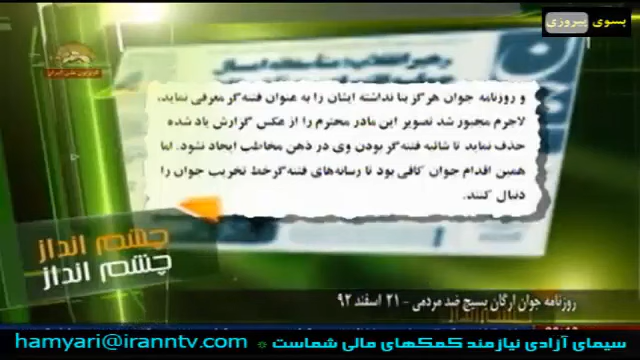 بسوی پیروزی
رهبر انقلاب:
و روزنامه جوان هرگز بنا نداشته ایشان را به عنوان فتنه‌گر معرفی نماید،
لاجرم مجبور شد تصویر این مادر محترم را از عکس گزارش یاد شده
حذف نماید تا شائبه فتنه‌گر بودن وی در ذهن مخاطب ایجاد نشود. اما
همین اقدام جوان کافی بود تا رسانه‌های فتنه‌گر خط تخریب جوان را
دنبال کنند.
چشم انداز
چشم انداز
روزنامه جوان ارگان بسیج ضد مردمی - ۲۱ اسفند ۹۲
سیمای آزادی نیازمند کمکهای مالی شماست * hamyari@iranntv.com